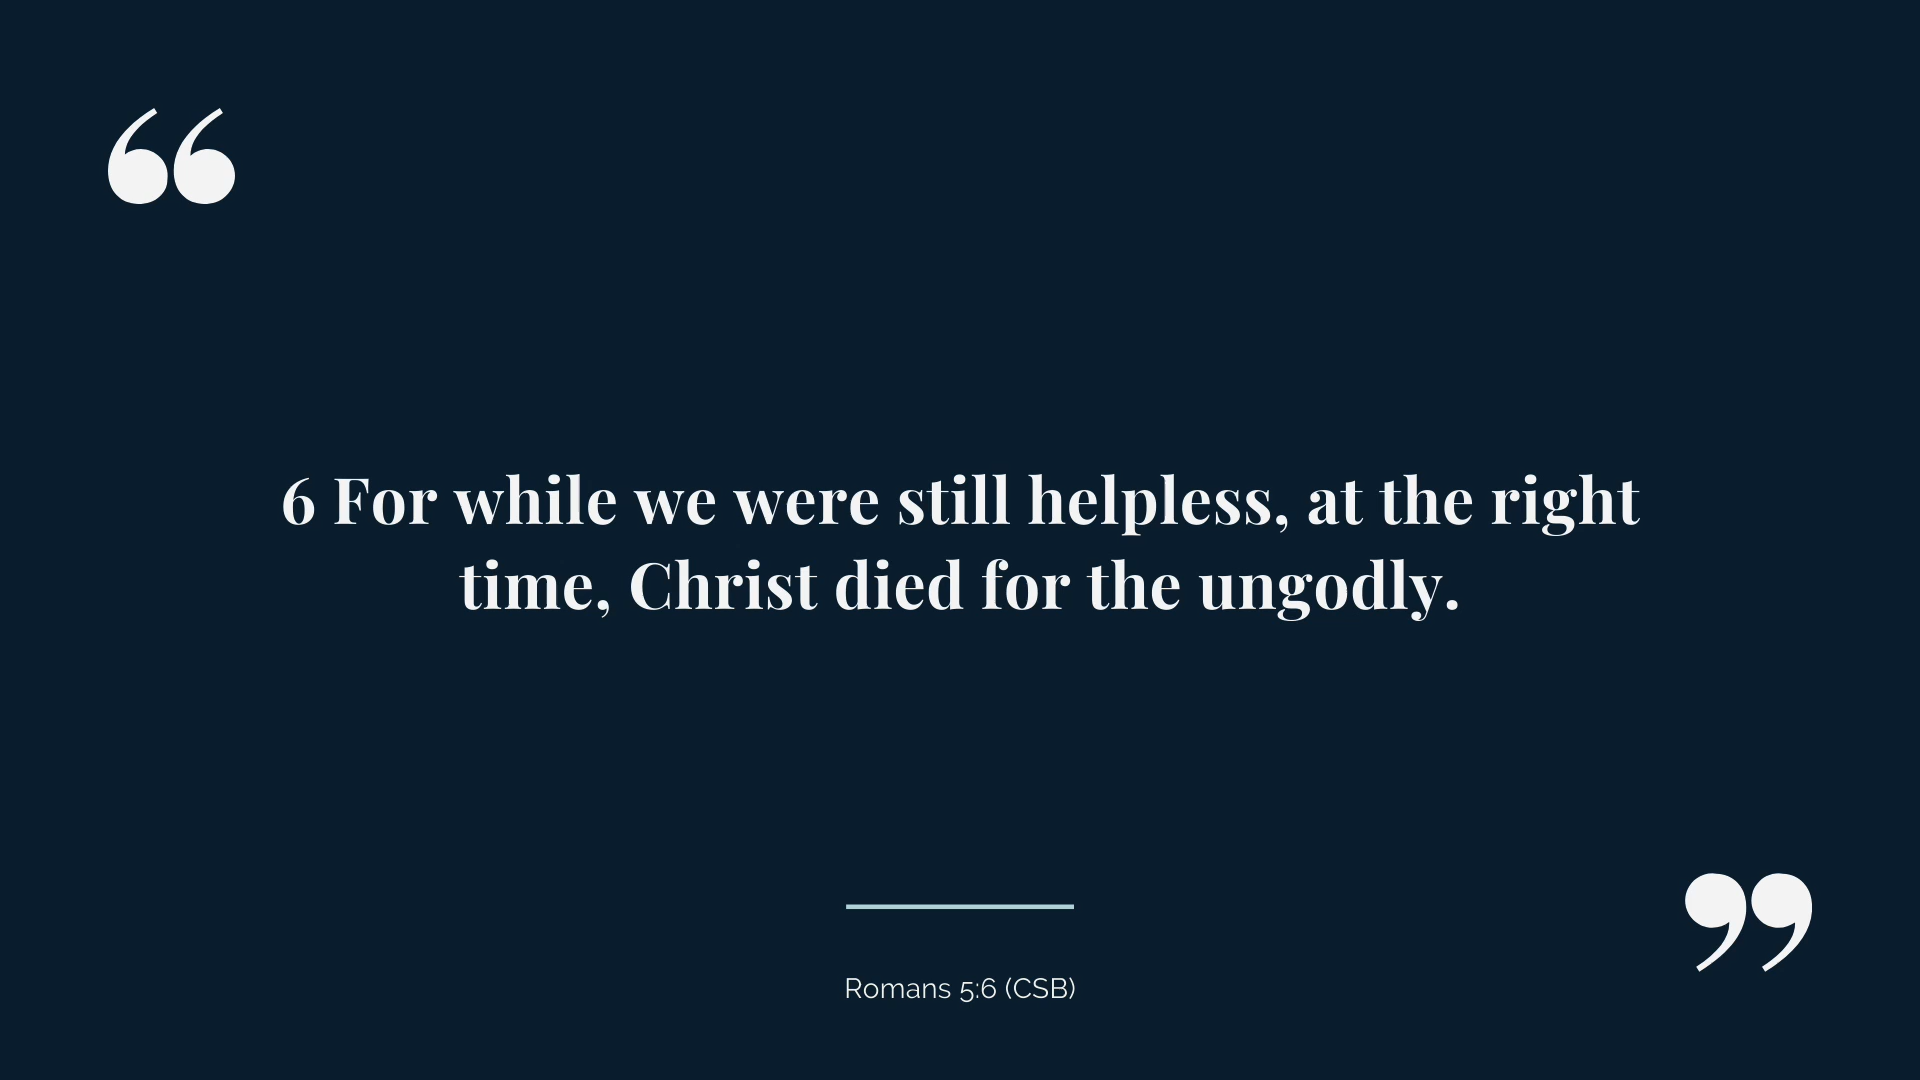 “
6 For while we were still helpless, at the right
time, Christ died for the ungodly.
”
Romans 5:6 (CSB)